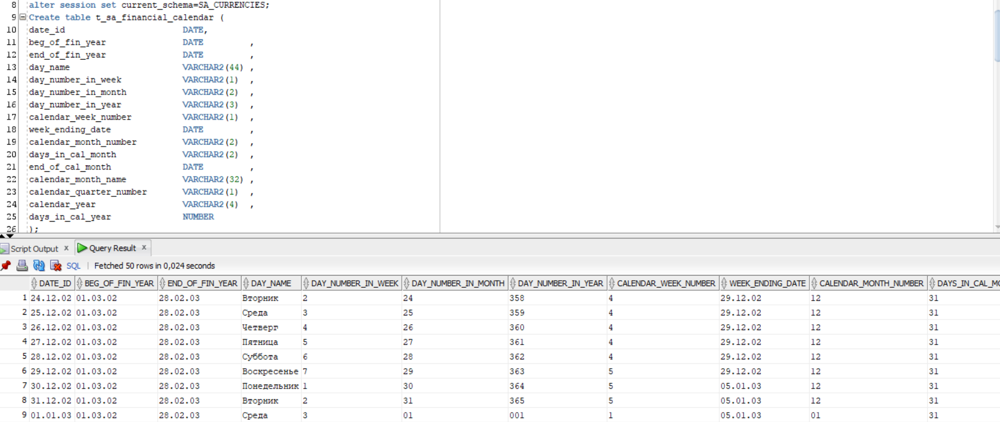 8 alter session set current_schema=SA_CURRENCIES;
9 Create table t_sa_financial_calendar (
10 date_id DATE,
11 beg_of_fin_year DATE ,
12 end_of_fin_year DATE ,
13 day_name VARCHAR2(44) ,
14 day_number_in_week VARCHAR2(1) ,
15 day_number_in_month VARCHAR2(2) ,
16 day_number_in_year VARCHAR2(3) ,
17 calendar_week_number VARCHAR2(1) ,
18 week_ending_date DATE ,
19 calendar_month_number VARCHAR2(2) ,
20 days_in_cal_month VARCHAR2(2) ,
21 end_of_cal_month DATE ,
22 calendar_month_name VARCHAR2(32) ,
23 calendar_quarter_number VARCHAR2(1) ,
24 calendar_year VARCHAR2(4) ,
25 days_in_cal_year NUMBER
26 );
Script Output x Query Result x
SQL | Fetched 50 rows in 0,024 seconds
DATE_ID BEG_OF_FIN_YEAR END_OF_FIN_YEAR DAY_NAME DAY_NUMBER_IN_WEEK DAY_NUMBER_IN_MONTH DAY_NUMBER_IN_YEAR CALENDAR_WEEK_NUMBER WEEK_ENDING_DATE CALENDAR_MONTH_NUMBER DAYS_IN_CAL_MO
1 24.12.02 01.03.02 28.02.03 Вторник 2 24 358 4 29.12.02 12 31
2 25.12.02 01.03.02 28.02.03 Среда 3 25 359 4 29.12.02 12 31
3 26.12.02 01.03.02 28.02.03 Четверг 4 26 360 4 29.12.02 12 31
4 27.12.02 01.03.02 28.02.03 Пятница 5 27 361 4 29.12.02 12 31
5 28.12.02 01.03.02 28.02.03 Суббота 6 28 362 4 29.12.02 12 31
6 29.12.02 01.03.02 28.02.03 Воскресенье 7 29 363 5 29.12.02 12 31
7 30.12.02 01.03.02 28.02.03 Понедельник 1 30 364 5 05.01.03 12 31
8 31.12.02 01.03.02 28.02.03 Вторник 2 31 365 5 05.01.03 12 31
9 01.01.03 01.03.02 28.02.03 Среда 3 01 001 1 05.01.03 01 31